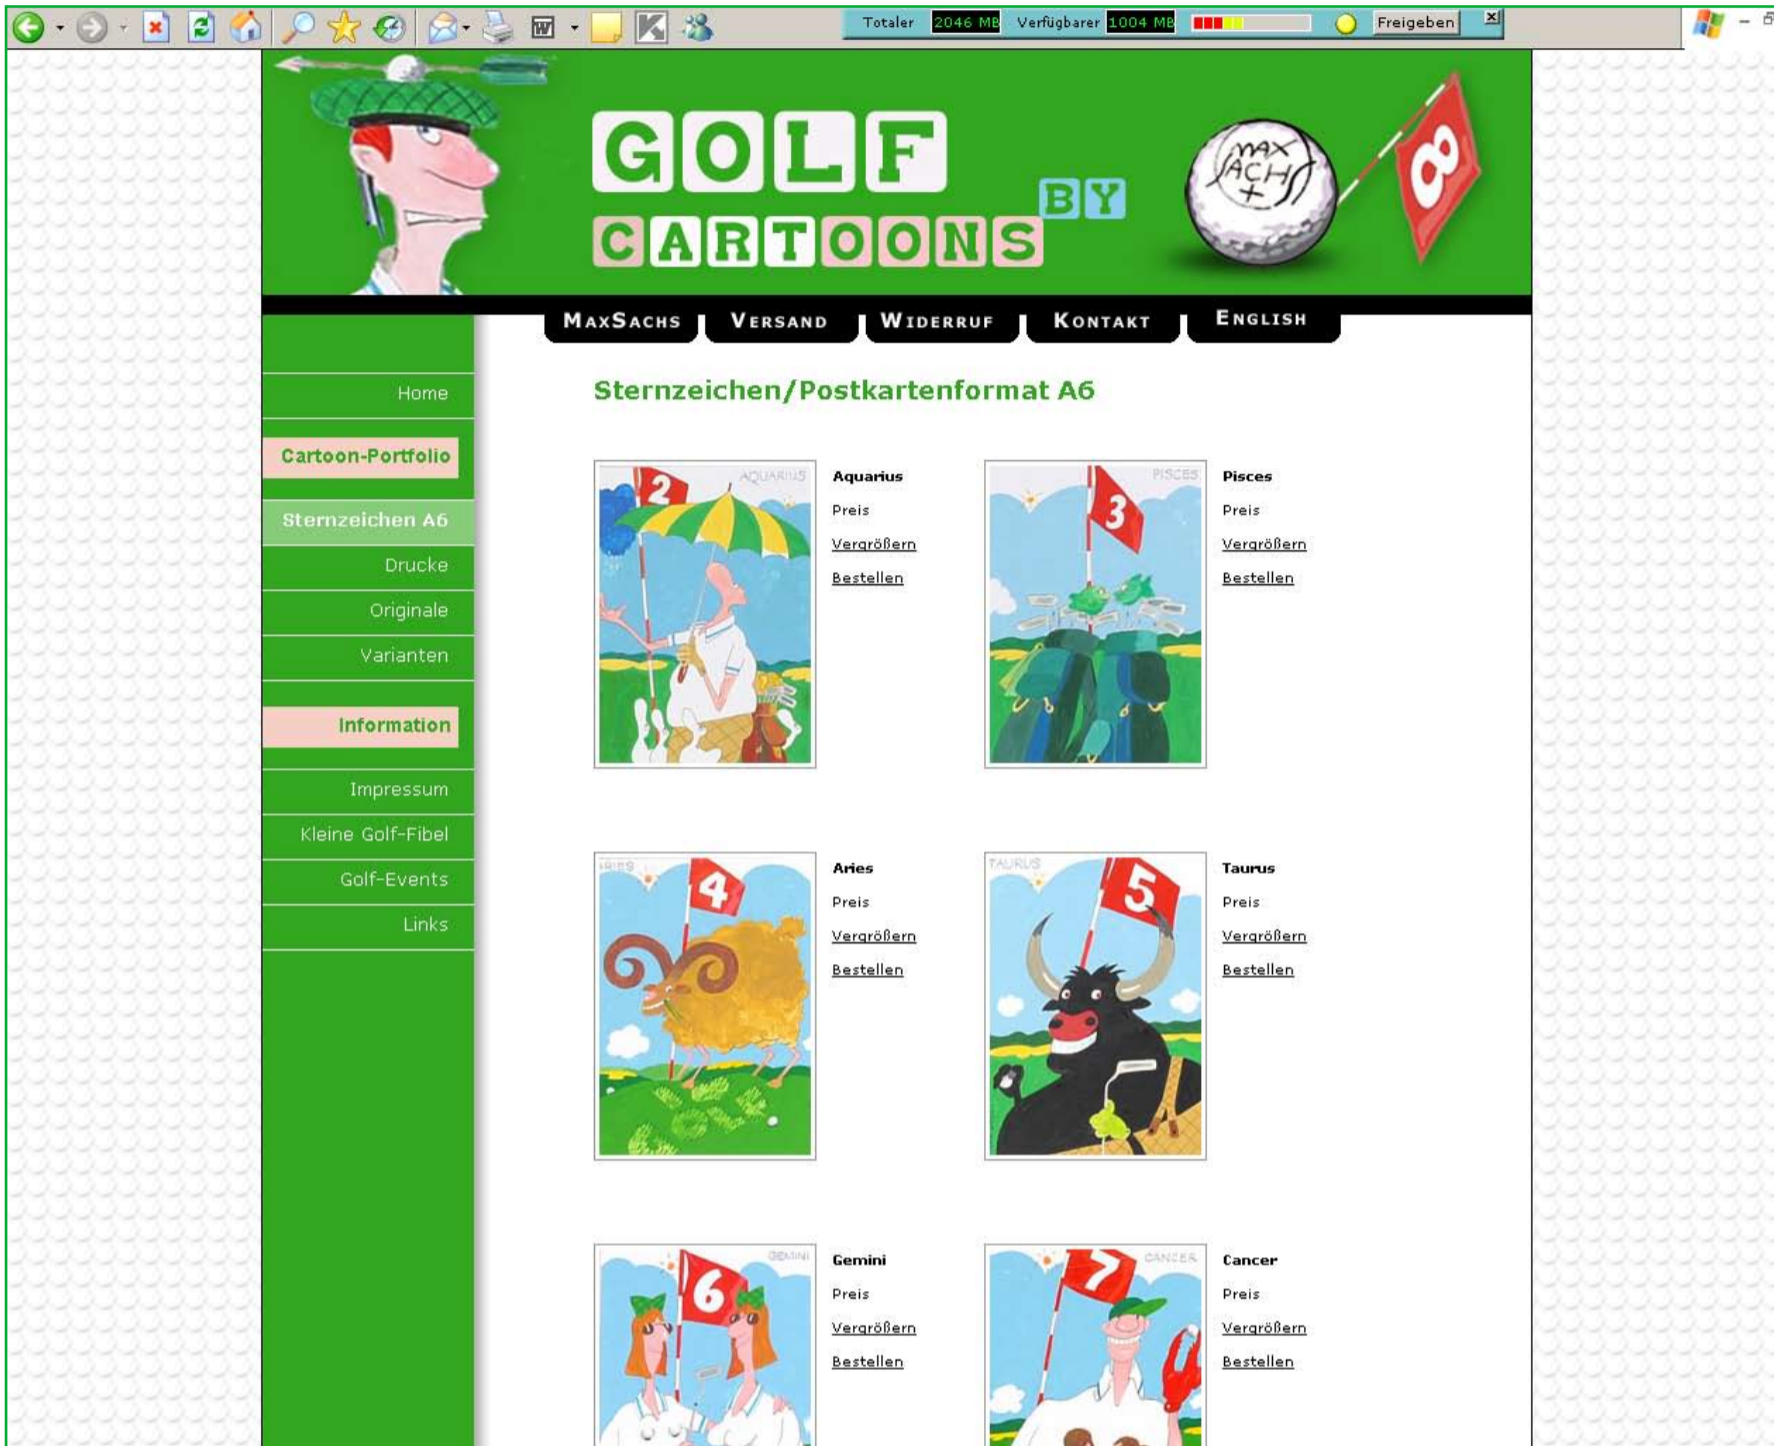 Totaler 2046 MB Verfügbarer 1004 MB Freigeben
GOLF
BY
CARTOONS
MAX
SACHS
8
MAXSACHS VERSAND WIDERRUF KONTAKT ENGLISH
Home
Cartoon-Portfolio
Sternzeichen A6
Drucke
Originale
Varianten
Information
Impressum
Kleine Golf-Fibel
Golf-Events
Links
Sternzeichen/Postkartenformat A6
AQUARIUS
2
Aquarius
Preis
Vergrößern
Bestellen
PISCES
3
Pisces
Preis
Vergrößern
Bestellen
ARIES
4
GOLF
Aries
Preis
Vergrößern
Bestellen
TAURUS
5
Taurus
Preis
Vergrößern
Bestellen
GEMINI
6
Gemini
Preis
Vergrößern
Bestellen
CANCER
7
Cancer
Preis
Vergrößern
Bestellen